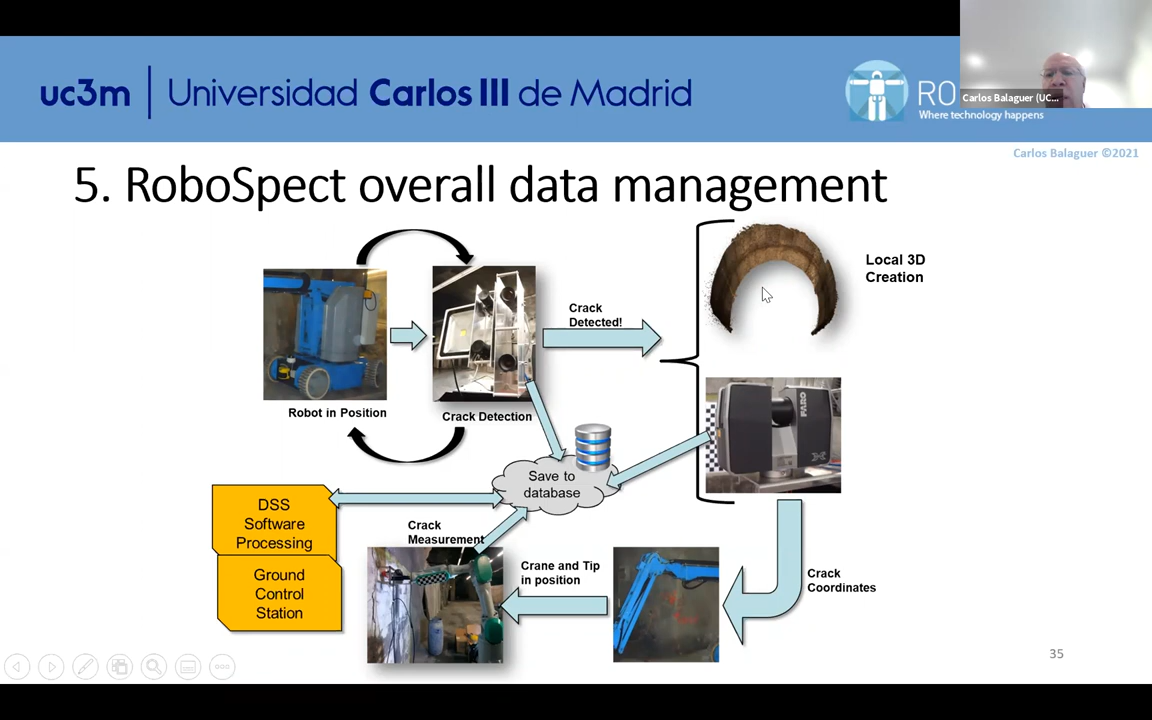 uc3m | Universidad Carlos III de Madrid
RO
Where technology happens
Carlos Balaguer (UC...
Carlos Balaguer ©2021
5. RoboSpect overall data management
Local 3D
Creation
Crack
Detected!
Robot in Position
Crack Detection
FARO
Save to
database
DSS
Software
Processing
Crack
Measurement
Ground
Control
Station
Crane and Tip
in position
Crack
Coordinates
35